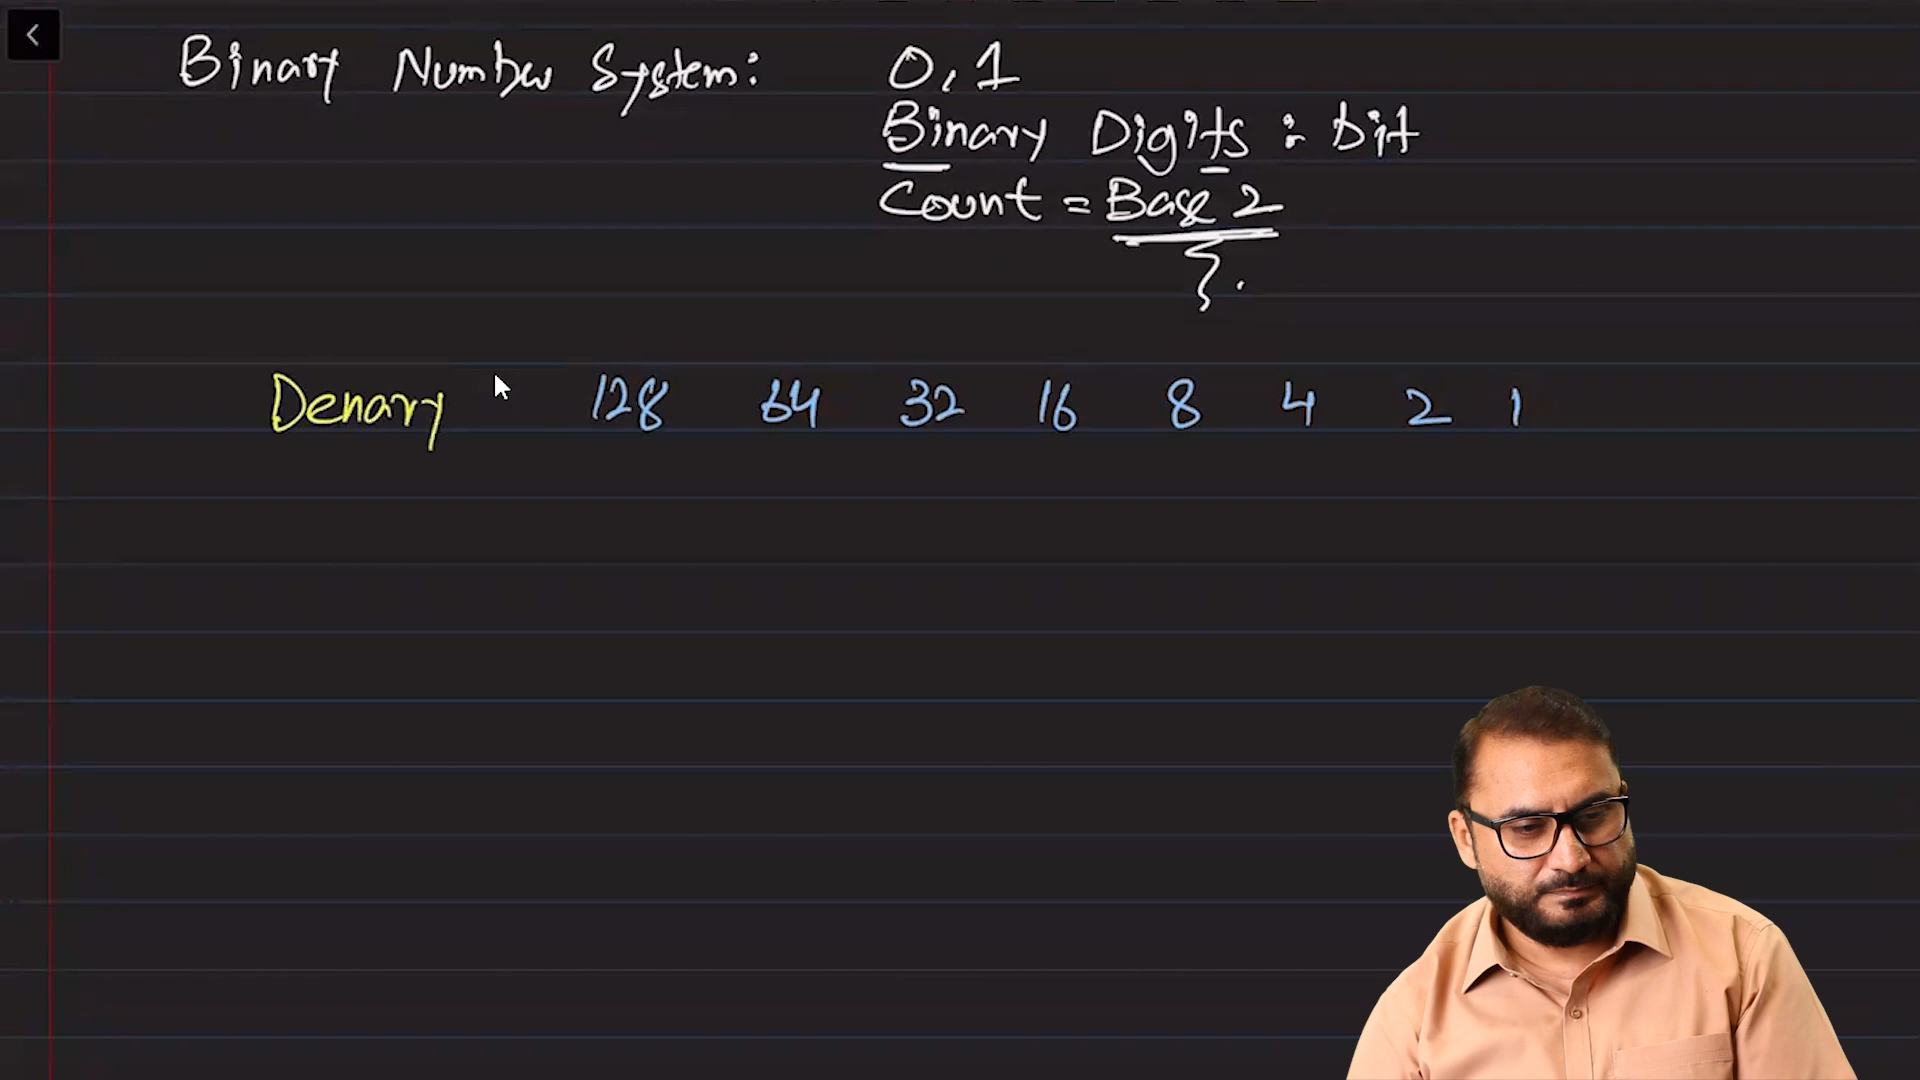 Binary Number System: 0,1
Binary Digits : bit
Count = Base 2
Denary 128 64 32 16 8 4 2 1